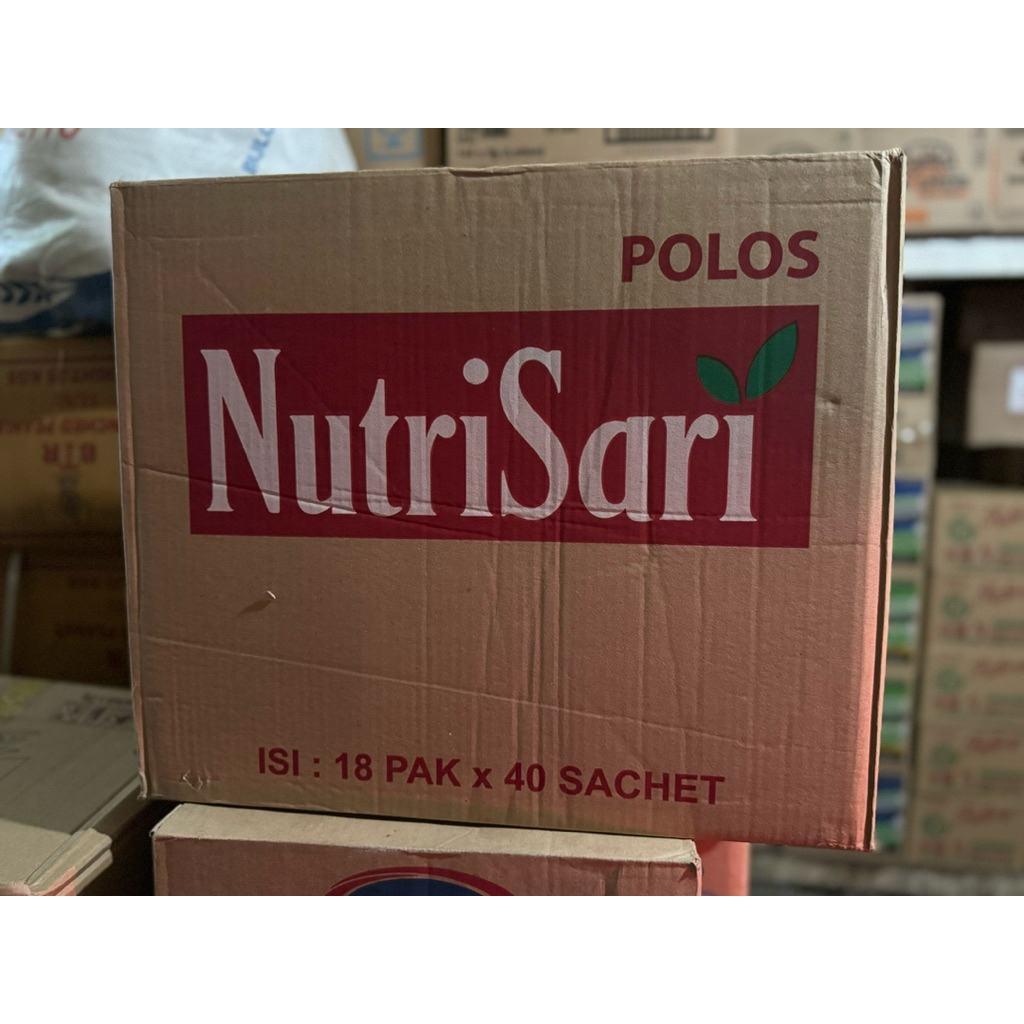 POLOS
NutriSari
ISI : 18 PAK x 40 SACHET